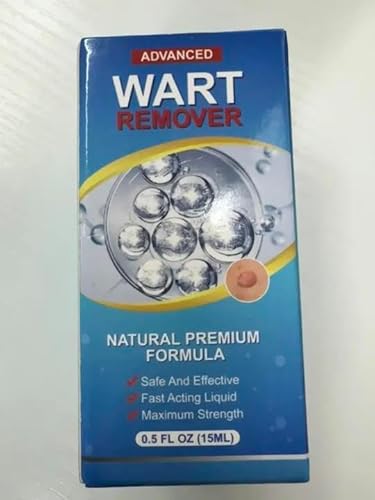 ADVANCED
WART
REMOVER
NATURAL PREMIUM
FORMULA
Safe And Effective
Fast Acting Liquid
Maximum Strength
0.5 FL OZ (15ML)